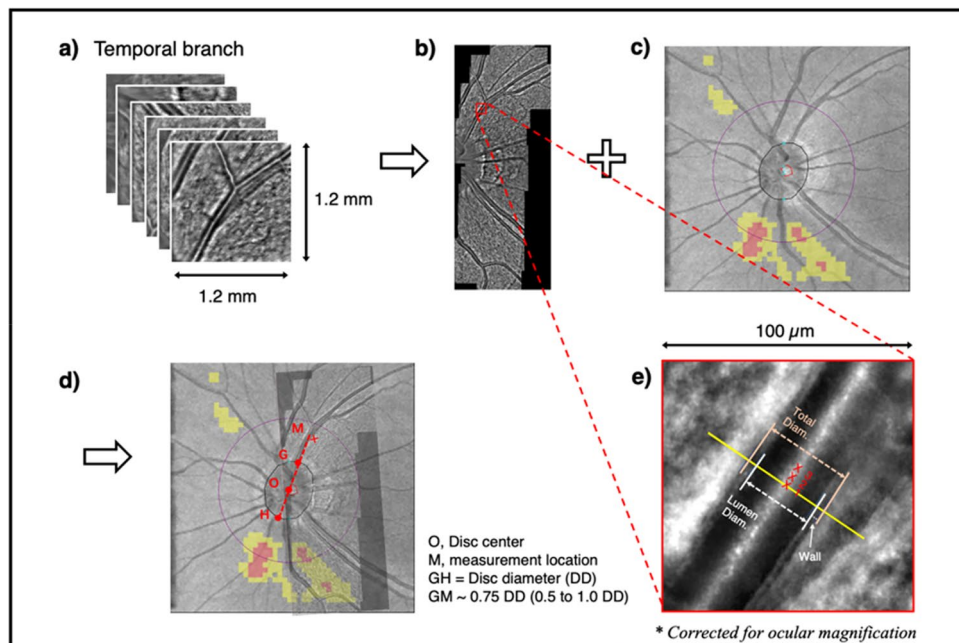 a) Temporal branch
b)
c)
1.2 mm
1.2 mm
100 µm
d)
M
G
O
H
O, Disc center
M, measurement location
GH = Disc diameter (DD)
GM ~ 0.75 DD (0.5 to 1.0 DD)
e)
Total
Diam.
Lumen
Diam.
Wall
* Corrected for ocular magnification